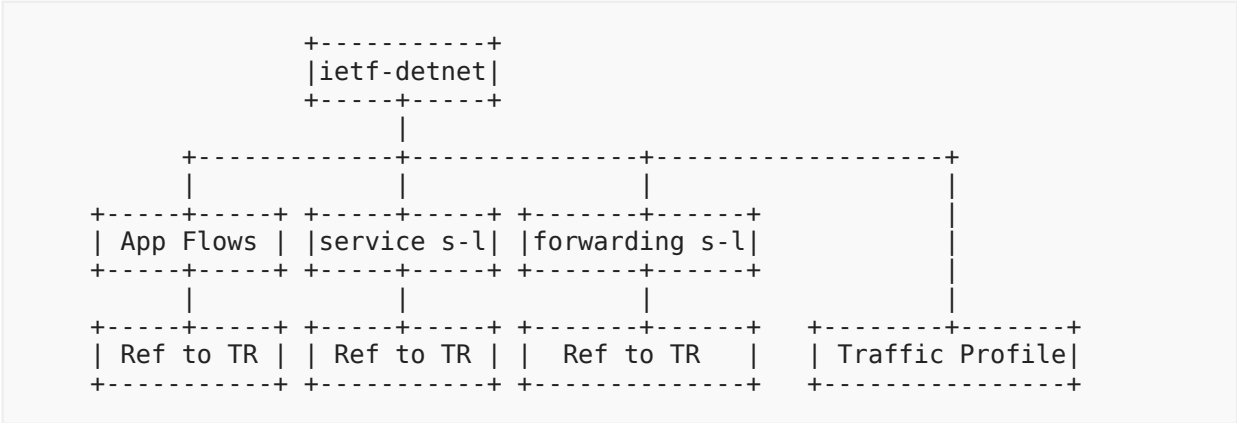 ietf-detnet
App Flows service s-l forwarding s-l
Ref to TR Ref to TR Ref to TR Traffic Profile